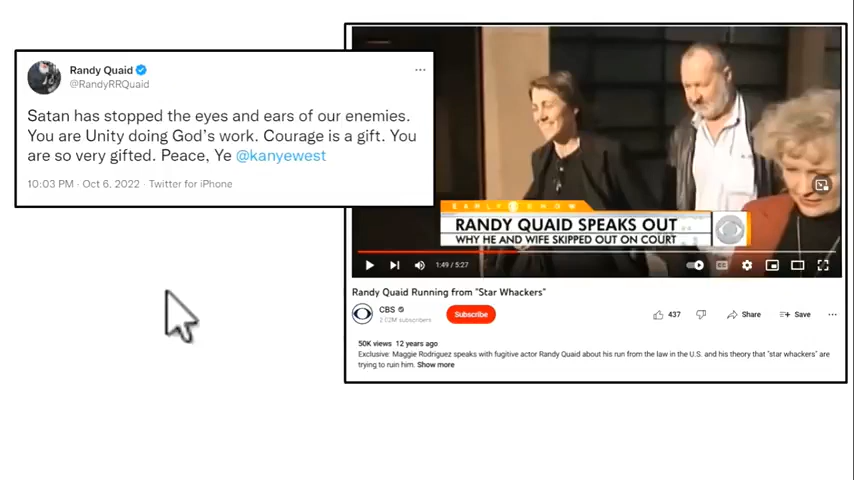 Randy Quaid
@RandyRRQuaid
Satan has stopped the eyes and ears of our enemies.
You are Unity doing God's work. Courage is a gift. You
are so very gifted. Peace, Ye @kanyewest
10:03 PM · Oct 6, 2022 · Twitter for iPhone
RANDY QUAID SPEAKS OUT
WHY HE AND WIFE SKIPPED OUT ON COURT
1:49 / 5:27
Randy Quaid Running from "Star Whackers"
CBS
2.02M subscribers
Subscribe
437
Share
Save
50K views 12 years ago
Exclusive: Maggie Rodriguez speaks with fugitive actor Randy Quaid about his run from the law in the U.S. and his theory that "star whackers" are
trying to ruin him. Show more